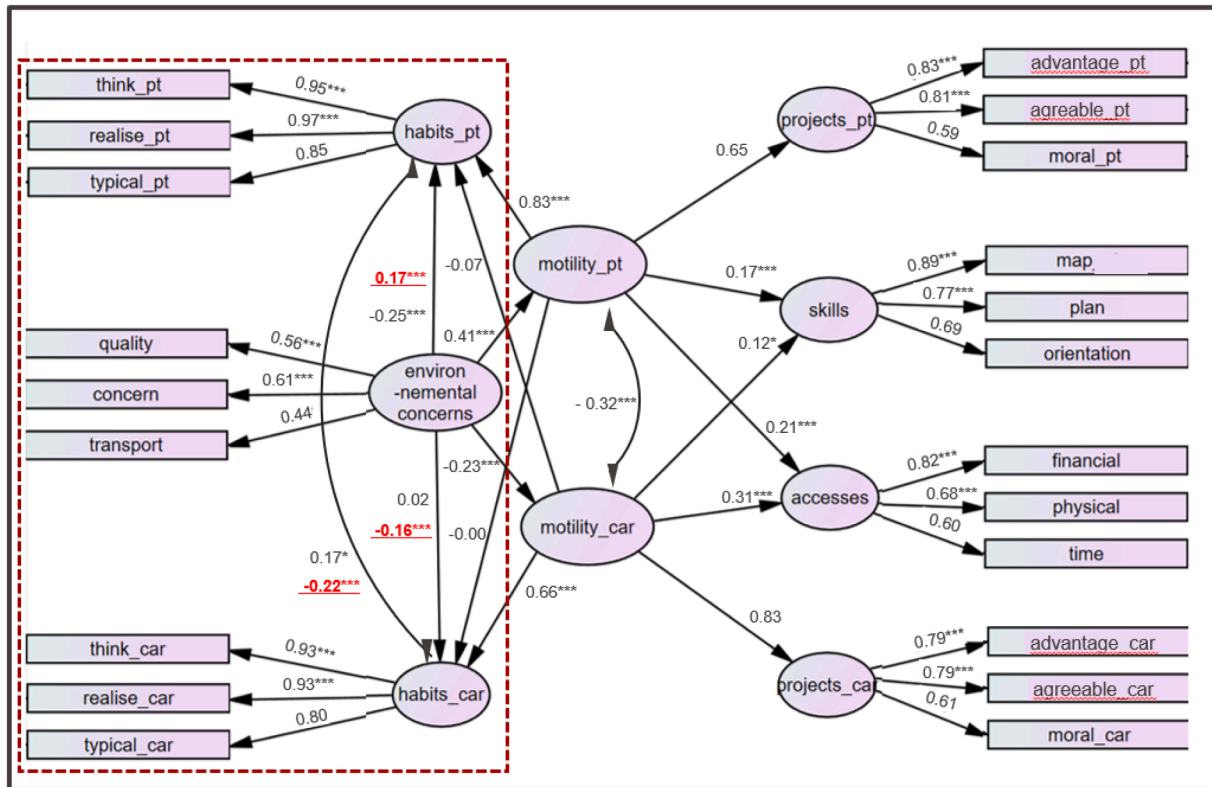 think_pt
realise_pt
typical_pt
0.95***
0.97***
0.85
habits_pt
quality
concern
transport
0.56***
0.61***
0.44
environ
-nemental
concerns
think_car
realise_car
typical_car
0.93***
0.93***
0.80
habits_car
0.17***
-0.25***
-0.07
0.41***
0.83***
0.02
-0.16***
-0.23***
-0.00
0.17*
-0.22***
0.66***
motility_pt
- 0.32***
motility_car
0.65
0.17***
0.12*
0.21***
0.31***
0.83
projects_pt
0.83***
0.81***
0.59
advantage_pt
agreable_pt
moral_pt
skills
0.89***
0.77***
0.69
map_
plan
orientation
accesses
0.82***
0.68***
0.60
financial
physical
time
projects_car
0.79***
0.79***
0.61
advantage_car
agreeable_car
moral_car